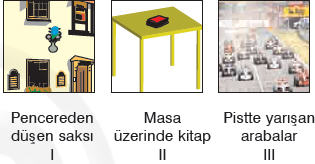 Pencereden
düşen saksı
I
Masa
üzerinde kitap
II
Pistte yarışan
arabalar
III